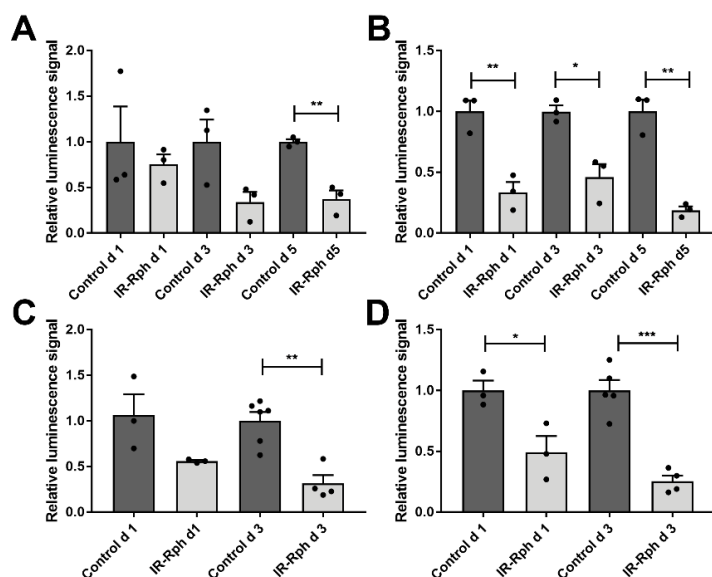 A
Relative luminescence signal
2.0
1.5
1.0
0.5
0.0
**
Control d 1
IR-Rph d 1
Control d 3
IR-Rph d 3
Control d 5
IR-Rph d5
B
Relative luminescence signal
1.5
1.0
0.5
0.0
**
*
**
Control d 1
IR-Rph d 1
Control d 3
IR-Rph d 3
Control d 5
IR-Rph d5
C
Relative luminescence signal
2.0
1.5
1.0
0.5
0.0
**
Control d 1
IR-Rph d1
Control d 3
IR-Rph d 3
D
Relative luminescence signal
1.5
1.0
0.5
0.0
*
***
Control d 1
IR-Rph d 1
Control d 3
IR-Rph d 3